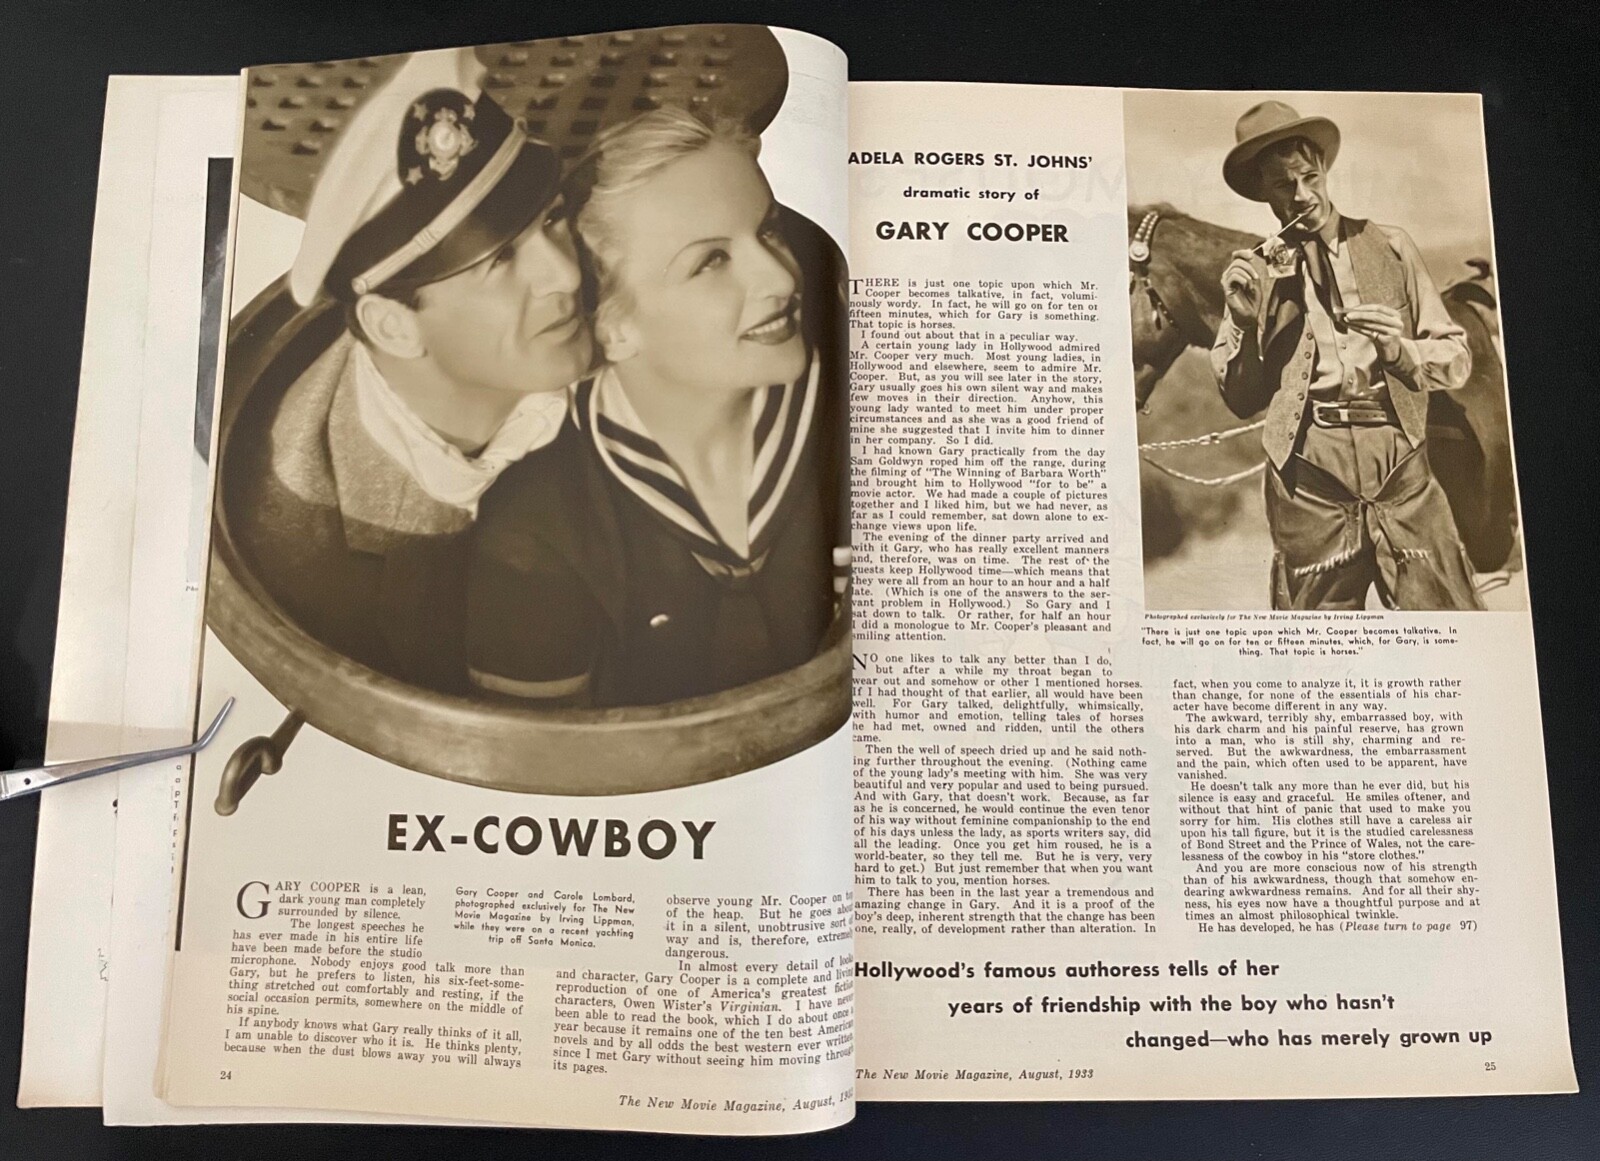 EX-COWBOY
GARY COOPER is a lean,
dark young man completely
surrounded by silence.
The longest speeches he
has ever made in his entire life
have been made before the studio
microphone. Nobody enjoys good talk more than
Gary, but he prefers to listen, his six-feet-some-
thing stretched out comfortably and resting, if the
social occasion permits, somewhere on the middle of
his spine.
If anybody knows what Gary really thinks of it all,
I am unable to discover who it is. He thinks plenty,
because when the dust blows away you will always
Gary Cooper and Carole Lombard,
photographed exclusively for The New
Movie Magazine by Irving Lippman,
while they were on a recent yachting
trip off Santa Monica.
observe young Mr. Cooper on
of the heap. But he goes about
it in a silent, unobtrusive sort
way and is, therefore, extremely
dangerous.
In almost every detail of looks
and character, Gary Cooper is a complete and living
reproduction of one of America's greatest fiction
characters, Owen Wister's Virginian. I have never
been able to read the book, which I do about once a
year because it remains one of the ten best American
novels and by all odds the best western ever written
since I met Gary without seeing him moving through
its pages.
24
The New Movie Magazine, August,
ADELA ROGERS ST. JOHNS'
dramatic story of
GARY COOPER
THERE is just one topic upon which Mr.
Cooper becomes talkative, in fact, volumi-
nously wordy. In fact, he will go on for ten or
fifteen minutes, which for Gary is something.
That topic is horses.
I found out about that in a peculiar way.
A certain young lady in Hollywood admired
Mr. Cooper very much. Most young ladies, in
Hollywood and elsewhere, seem to admire Mr.
Cooper. But, as you will see later in the story,
Gary usually goes his own silent way and makes
few moves in their direction. Anyhow, this
young lady wanted to meet him under proper
circumstances and as she was a good friend of
mine she suggested that I invite him to dinner
in her company. So I did.
I had known Gary practically from the day
Sam Goldwyn roped him off the range, during
the filming of "The Winning of Barbara Worth"
and brought him to Hollywood "for to be" a
movie actor. We had made a couple of pictures
together and I liked him, but we had never, as
far as I could remember, sat down alone to ex-
change views upon life.
The evening of the dinner party arrived and
with it Gary, who has really excellent manners
and, therefore, was on time. The rest of the
guests keep Hollywood time—which means that
they were all from an hour to an hour and a half
late. (Which is one of the answers to the ser-
vant problem in Hollywood.) So Gary and I
sat down to talk. Or rather, for half an hour
I did a monologue to Mr. Cooper's pleasant and
smiling attention.
NO one likes to talk any better than I do,
but after a while my throat began to
wear out and somehow or other I mentioned horses.
If I had thought of that earlier, all would have been
well. For Gary talked, delightfully, whimsically,
with humor and emotion, telling tales of horses
he had met, owned and ridden, until the others
came.
Then the well of speech dried up and he said noth-
ing further throughout the evening. (Nothing came
of the young lady's meeting with him. She was very
beautiful and very popular and used to being pursued.
And with Gary, that doesn't work. Because, as far
as he is concerned, he would continue the even tenor
of his way without feminine companionship to the end
of his days unless the lady, as sports writers say, did
all the leading. Once you get him roused, he is a
world-beater, so they tell me. But he is very, very
hard to get.) But just remember that when you want
him to talk to you, mention horses.
There has been in the last year a tremendous and
amazing change in Gary. And it is a proof of the
boy's deep, inherent strength that the change has been
one, really, of development rather than alteration. In
Photographed exclusively for The New Movie Magazine by Irving Lippman
"There is just one topic upon which Mr. Cooper becomes talkative. In
fact, he will go on for ten or fifteen minutes, which, for Gary, is some-
thing. That topic is horses."
fact, when you come to analyze it, it is growth rather
than change, for none of the essentials of his char-
acter have become different in any way.
The awkward, terribly shy, embarrassed boy, with
his dark charm and his painful reserve, has grown
into a man, who is still shy, charming and re-
served. But the awkwardness, the embarrassment
and the pain, which often used to be apparent, have
vanished.
He doesn't talk any more than he ever did, but his
silence is easy and graceful. He smiles oftener, and
without that hint of panic that used to make you
sorry for him. His clothes still have a careless air
upon his tall figure, but it is the studied carelessness
of Bond Street and the Prince of Wales, not the care-
lessness of the cowboy in his "store clothes."
And you are more conscious now of his strength
than of his awkwardness, though that somehow en-
dearing awkwardness remains. And for all their shy-
ness, his eyes now have a thoughtful purpose and at
times an almost philosophical twinkle.
He has developed, he has (Please turn to page 97)
Hollywood's famous authoress tells of her
years of friendship with the boy who hasn't
changed—who has merely grown up
The New Movie Magazine, August, 1933
25